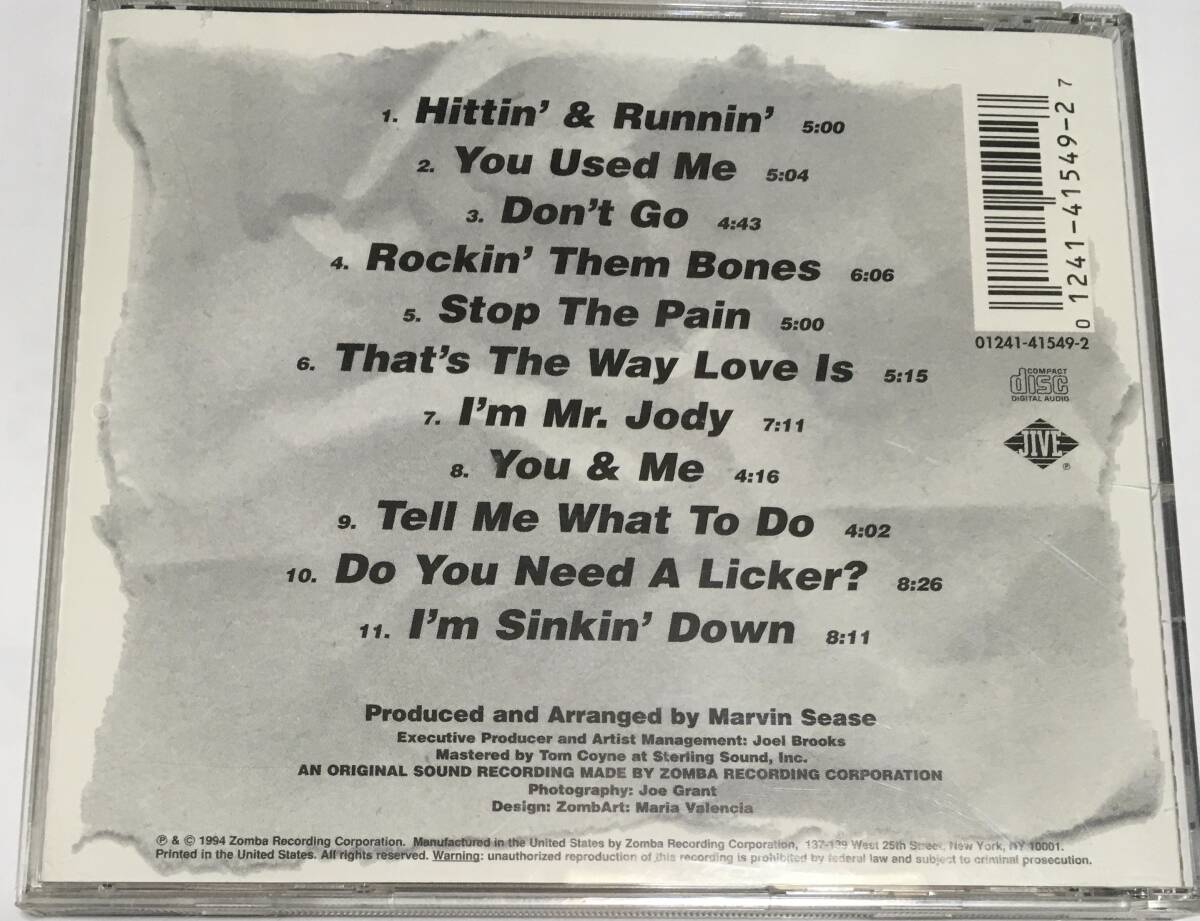 1. Hittin' & Runnin' 5:00
2. You Used Me 5:04
3. Don't Go 4:43
4. Rockin' Them Bones 6:06
5. Stop The Pain 5:00
6. That's The Way Love Is 5:15
7. I'm Mr. Jody 7:11
8. You & Me 4:16
9. Tell Me What To Do 4:02
10. Do You Need A Licker? 8:26
11. I'm Sinkin' Down 8:11
0 1241-41549-2 7
01241-41549-2
COMPACT
disc
DIGITAL AUDIO
JIVE
℗
Produced and Arranged by Marvin Sease
Executive Producer and Artist Management: Joel Brooks
Mastered by Tom Coyne at Sterling Sound, Inc.
AN ORIGINAL SOUND RECORDING MADE BY ZOMBA RECORDING CORPORATION
Photography: Joe Grant
Design: ZombArt: Maria Valencia
℗ & © 1994 Zomba Recording Corporation. Manufactured in the United States by Zomba Recording Corporation, 137-139 West 25th Street, New York, NY 10001.
Printed in the United States. All rights reserved. Warning: unauthorized reproduction of this recording is prohibited by federal law and subject to criminal prosecution.